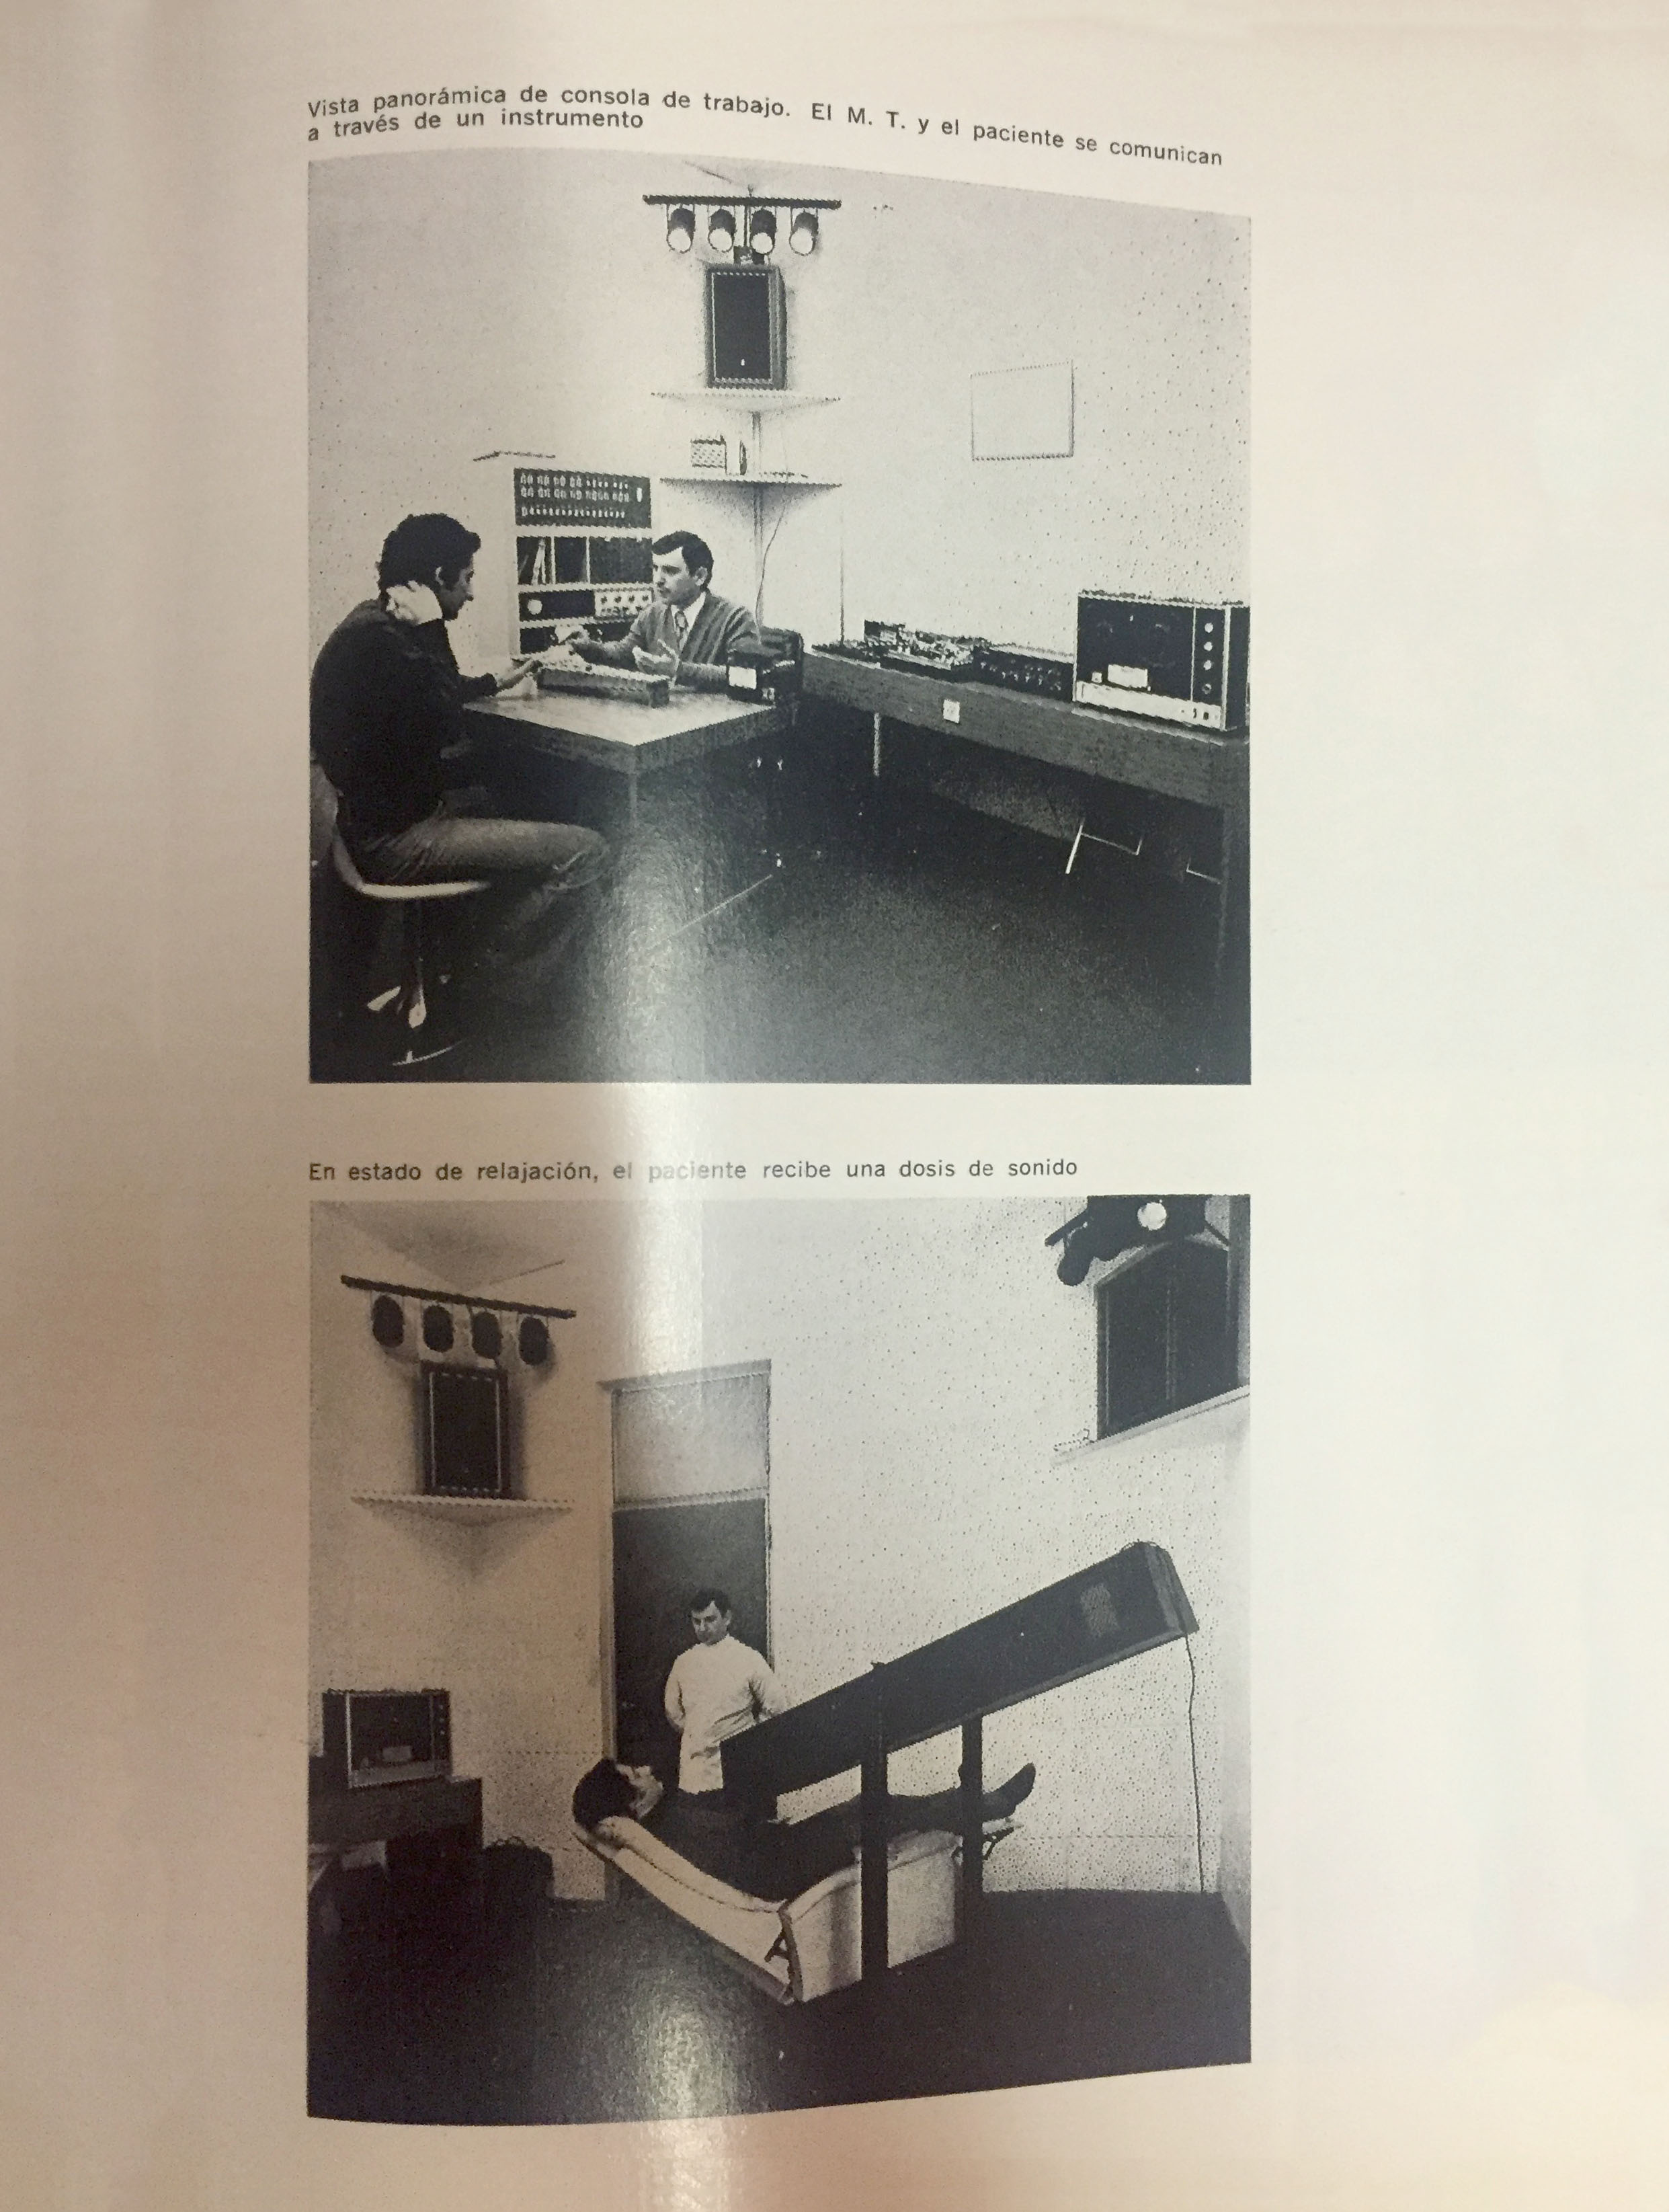 Vista panorámica de consola de trabajo. El M. T. y el paciente se comunican
a través de un instrumento
En estado de relajación, el paciente recibe una dosis de sonido